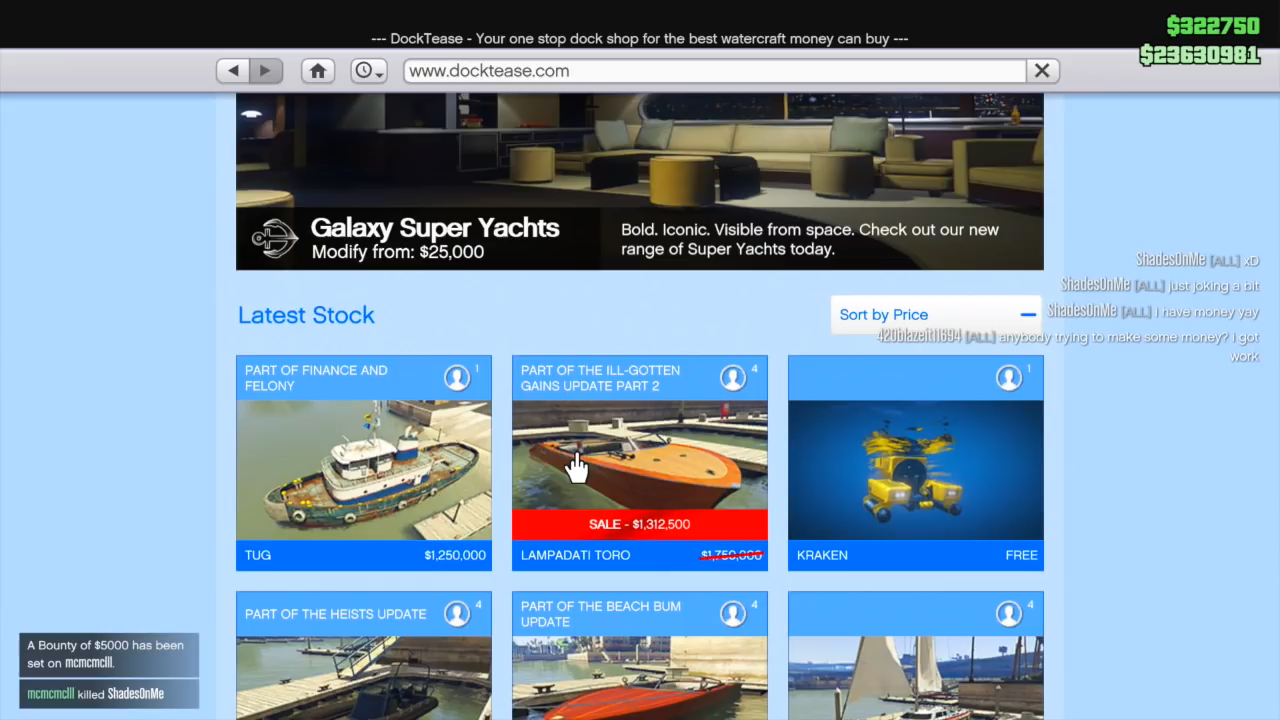 $322750
--- DockTease - Your one stop dock shop for the best watercraft money can buy ---
$23630981
www.docktease.com
Galaxy Super Yachts
Modify from: $25,000
Bold. Iconic. Visible from space. Check out our new
range of Super Yachts today.
ShadesOnMe [ALL] xD
ShadesOnMe [ALL] just joking a bit
ShadesOnMe [ALL] I have money yay
420blazeit11694 [ALL] anybody trying to make some money? I got
work
Latest Stock
Sort by Price
PART OF FINANCE AND
FELONY
1
PART OF THE ILL-GOTTEN
GAINS UPDATE PART 2
4
1
SALE - $1,312,500
TUG
$1,250,000
LAMPADATI TORO
$1,750,000
KRAKEN
FREE
PART OF THE HEISTS UPDATE
4
PART OF THE BEACH BUM
UPDATE
4
4
A Bounty of $5000 has been
set on mcmcmclll.
mcmcmclll killed ShadesOnMe